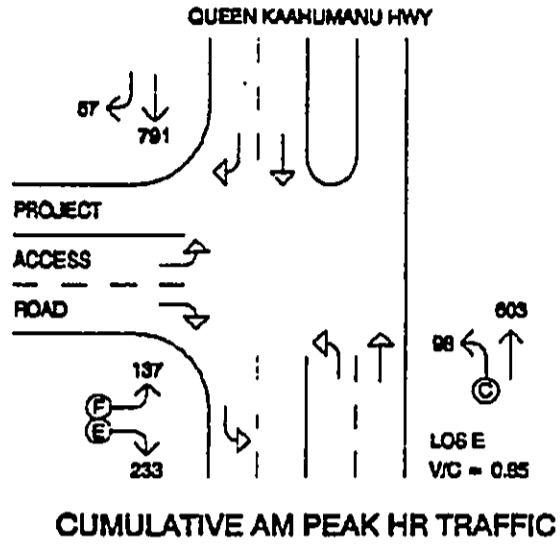 QUEEN KAAHUMANU HWY
67
791
PROJECT
ACCESS
ROAD
137
F
E
233
98
603
C
LOS E
V/C = 0.85
CUMULATIVE AM PEAK HR TRAFFIC